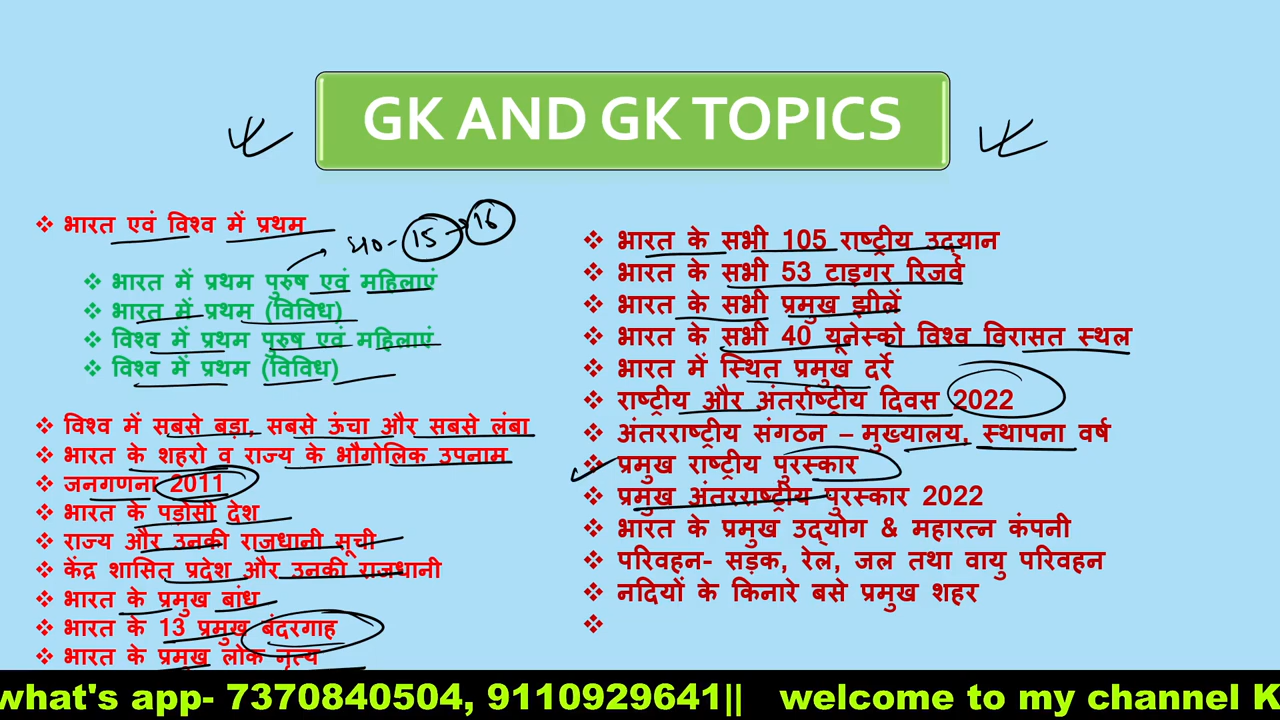 GK AND GK TOPICS
❖ भारत एवं विश्व में प्रथम
40 - 15 → 16
❖ भारत में प्रथम पुरुष एवं महिलाएं
❖ भारत में प्रथम (विविध)
❖ विश्व में प्रथम पुरुष एवं महिलाएं
❖ विश्व में प्रथम (विविध)
❖ विश्व में सबसे बड़ा, सबसे ऊंचा और सबसे लंबा
❖ भारत के शहरो व राज्य के भौगोलिक उपनाम
❖ जनगणना 2011
❖ भारत के पड़ोसी देश
❖ राज्य और उनकी राजधानी सूची
❖ केंद्र शासित प्रदेश और उनकी राजधानी
❖ भारत के प्रमुख बांध
❖ भारत के 13 प्रमुख बंदरगाह
❖ भारत के प्रमुख लोक नृत्य
❖ भारत के सभी 105 राष्ट्रीय उद्यान
❖ भारत के सभी 53 टाइगर रिजर्व
❖ भारत के सभी प्रमुख झीलें
❖ भारत के सभी 40 यूनेस्को विश्व विरासत स्थल
❖ भारत में स्थित प्रमुख दर्रे
❖ राष्ट्रीय और अंतर्राष्ट्रीय दिवस 2022
❖ अंतरराष्ट्रीय संगठन – मुख्यालय, स्थापना वर्ष
❖ प्रमुख राष्ट्रीय पुरस्कार
❖ प्रमुख अंतरराष्ट्रीय पुरस्कार 2022
❖ भारत के प्रमुख उद्योग & महारत्न कंपनी
❖ परिवहन- सड़क, रेल, जल तथा वायु परिवहन
❖ नदियों के किनारे बसे प्रमुख शहर
❖
what's app- 7370840504, 9110929641|| welcome to my channel K